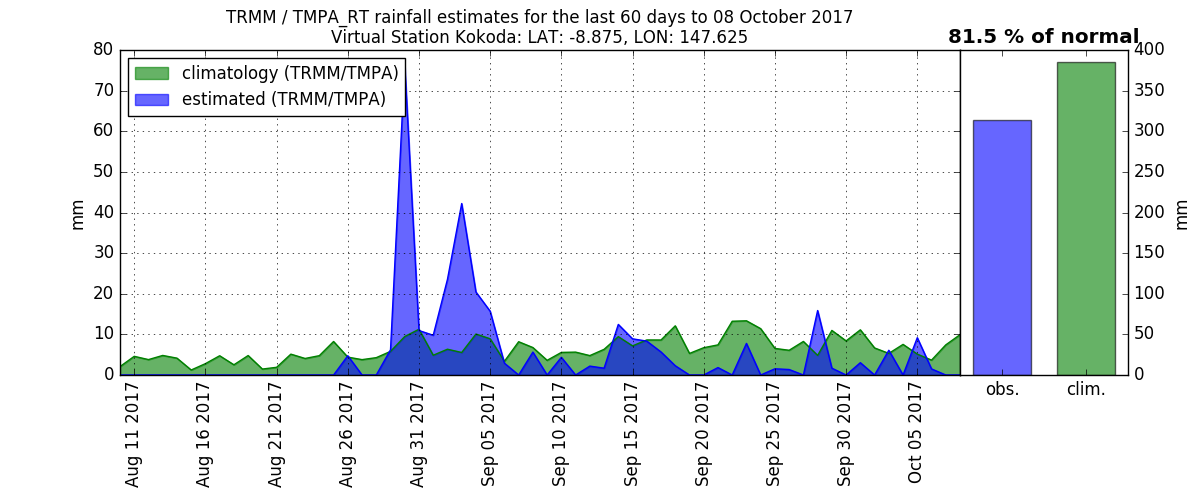 TRMM / TMPA_RT rainfall estimates for the last 60 days to 08 October 2017
Virtual Station Kokoda: LAT: -8.875, LON: 147.625
81.5 % of normal
climatology (TRMM/TMPA)
estimated (TRMM/TMPA)
80
70
60
50
40
30
20
10
0
mm
Aug 11 2017
Aug 16 2017
Aug 21 2017
Aug 26 2017
Aug 31 2017
Sep 05 2017
Sep 10 2017
Sep 15 2017
Sep 20 2017
Sep 25 2017
Sep 30 2017
Oct 05 2017
obs.
clim.
400
350
300
250
200
150
100
50
0
mm